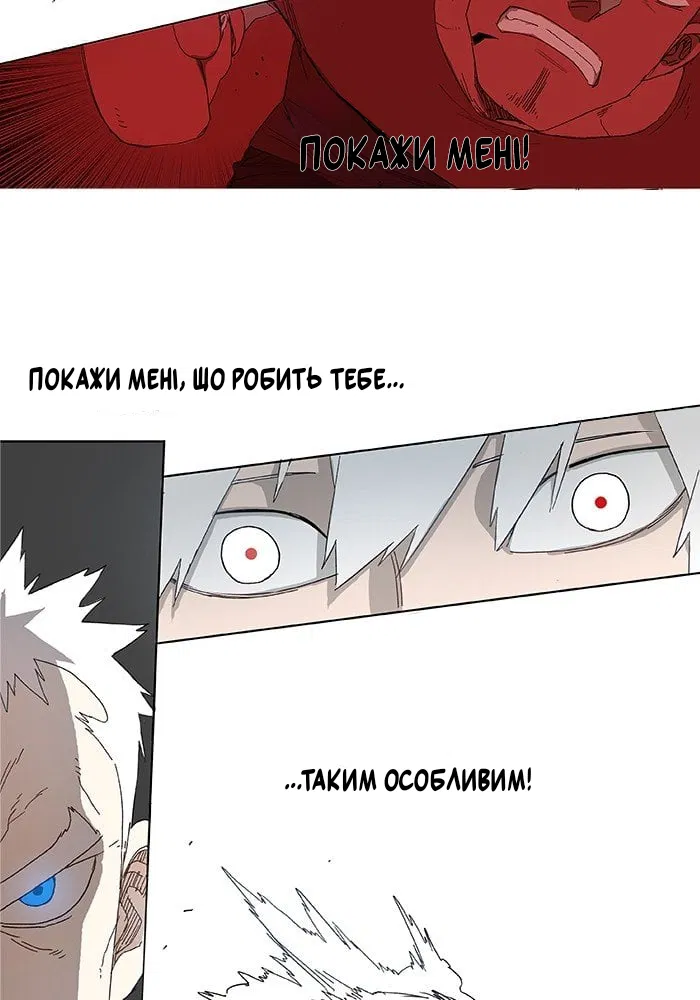 ПОКАЖИ МЕНІ!
ПОКАЖИ МЕНІ, ЩО РОБИТЬ ТЕБЕ...
...ТАКИМ ОСОБЛИВИМ!